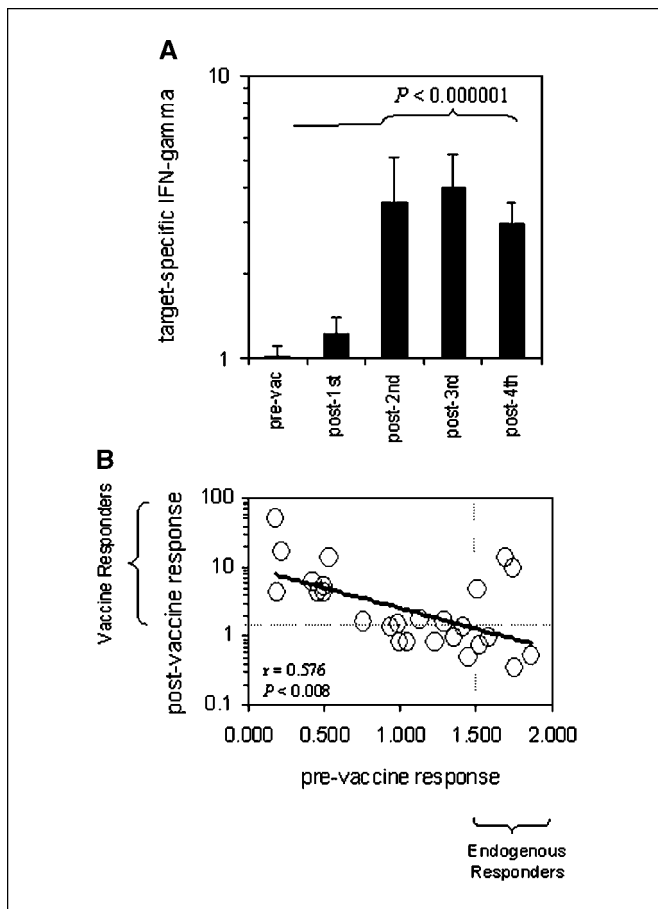 A
target-specific IFN-gamma
10
P < 0.000001
1
pre-vac
post-1st
post-2nd
post-3rd
post-4th
B
Vaccine Responders
post-vaccine response
100
10
1
0.1
r = 0.576
P < 0.008
0.000
0.500
1.000
1.500
2.000
pre-vaccine response
Endogenous
Responders